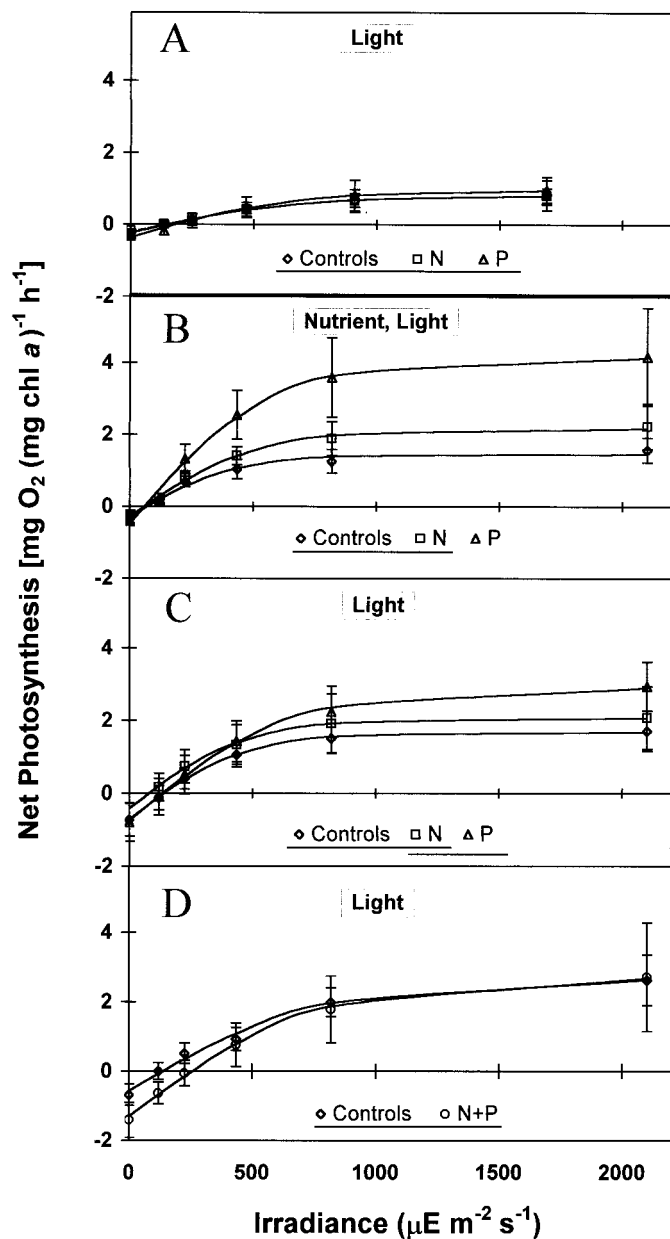 A
Light
4
2
0
◇ Controls □ N △ P
-2
B
Nutrient, Light
4
2
0
◇ Controls □ N △ P
-2
C
Light
4
2
0
◇ Controls □ N △ P
-2
D
Light
4
2
0
◇ Controls ○ N+P
-2
0 500 1000 1500 2000
Irradiance (μE m⁻² s⁻¹)
Net Photosynthesis [mg O₂ (mg chl a)⁻¹ h⁻¹]